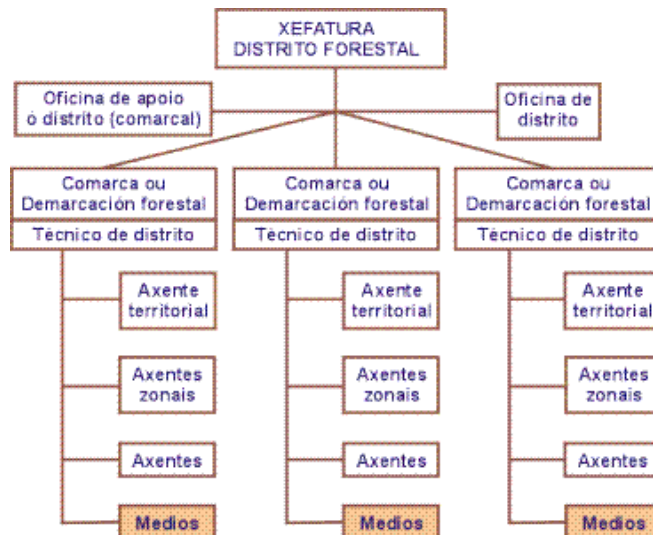 XEFATURA
DISTRITO FORESTAL
Oficina de apoio
ó distrito (comarcal)
Oficina de
distrito
Comarca ou
Demarcación forestal
Técnico de distrito
Axente
territorial
Axentes
zonais
Axentes
Medios
Comarca ou
Demarcación forestal
Técnico de distrito
Axente
territorial
Axentes
zonais
Axentes
Medios
Comarca ou
Demarcación forestal
Técnico de distrito
Axente
territorial
Axentes
zonais
Axentes
Medios